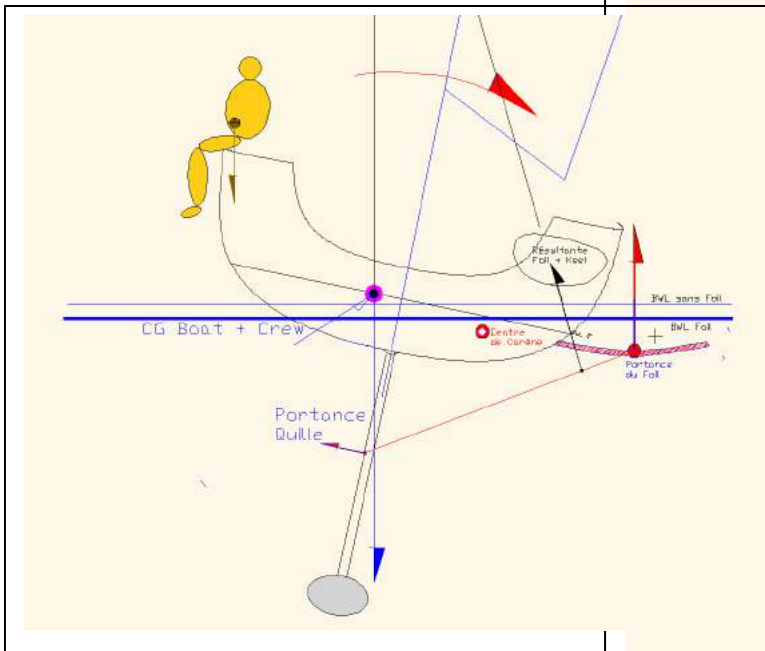 Résultante
Foil + Keel
BWL sans Foil
CG Boat + Crew
BWL Foil
Centre
de Carène
Portance
du Foil
Portance
Quille